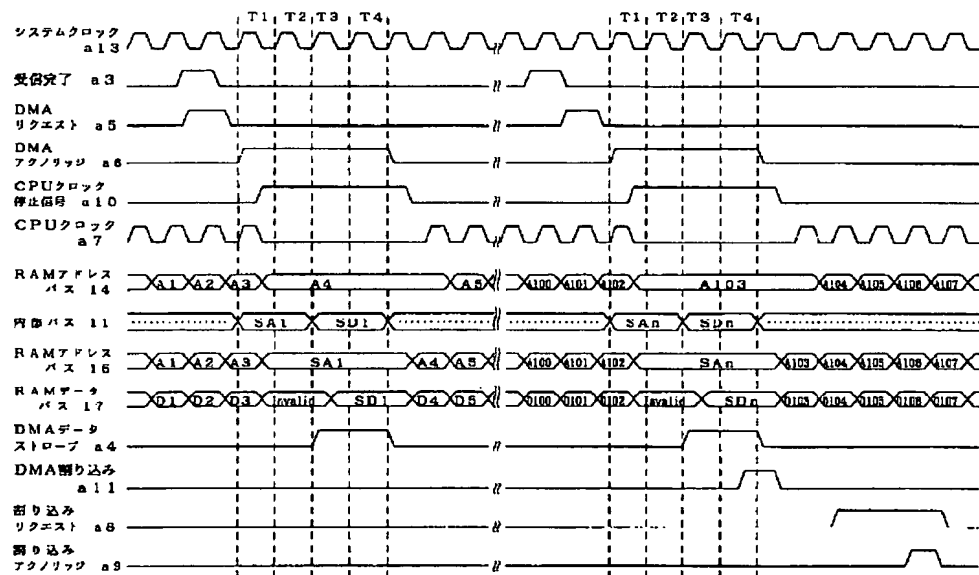 T1 T2 T3 T4 T1 T2 T3 T4
システムクロック
a13
受信完了 a3
DMA
リクエスト a5
DMA
アクノリッジ a6
CPUクロック
停止信号 a10
CPUクロック
a7
RAMアドレス
バス 14
A1 A2 A3 A4 A5 A100 A101 A102 A103 A104 A105 A106 A107
内部バス 11
SA1 SD1 SAn SDn
RAMアドレス
バス 16
A1 A2 A3 SA1 A4 A5 A100 A101 A102 SAn A103 A104 A105 A106 A107
RAMデータ
バス 17
D1 D2 D3 Invalid SD1 D4 D5 D100 D101 D102 Invalid SDn D103 D104 D105 D106 D107
DMAデータ
ストローブ a4
DMA割り込み
a11
割り込み
リクエスト a8
割り込み
アクノリッジ a9